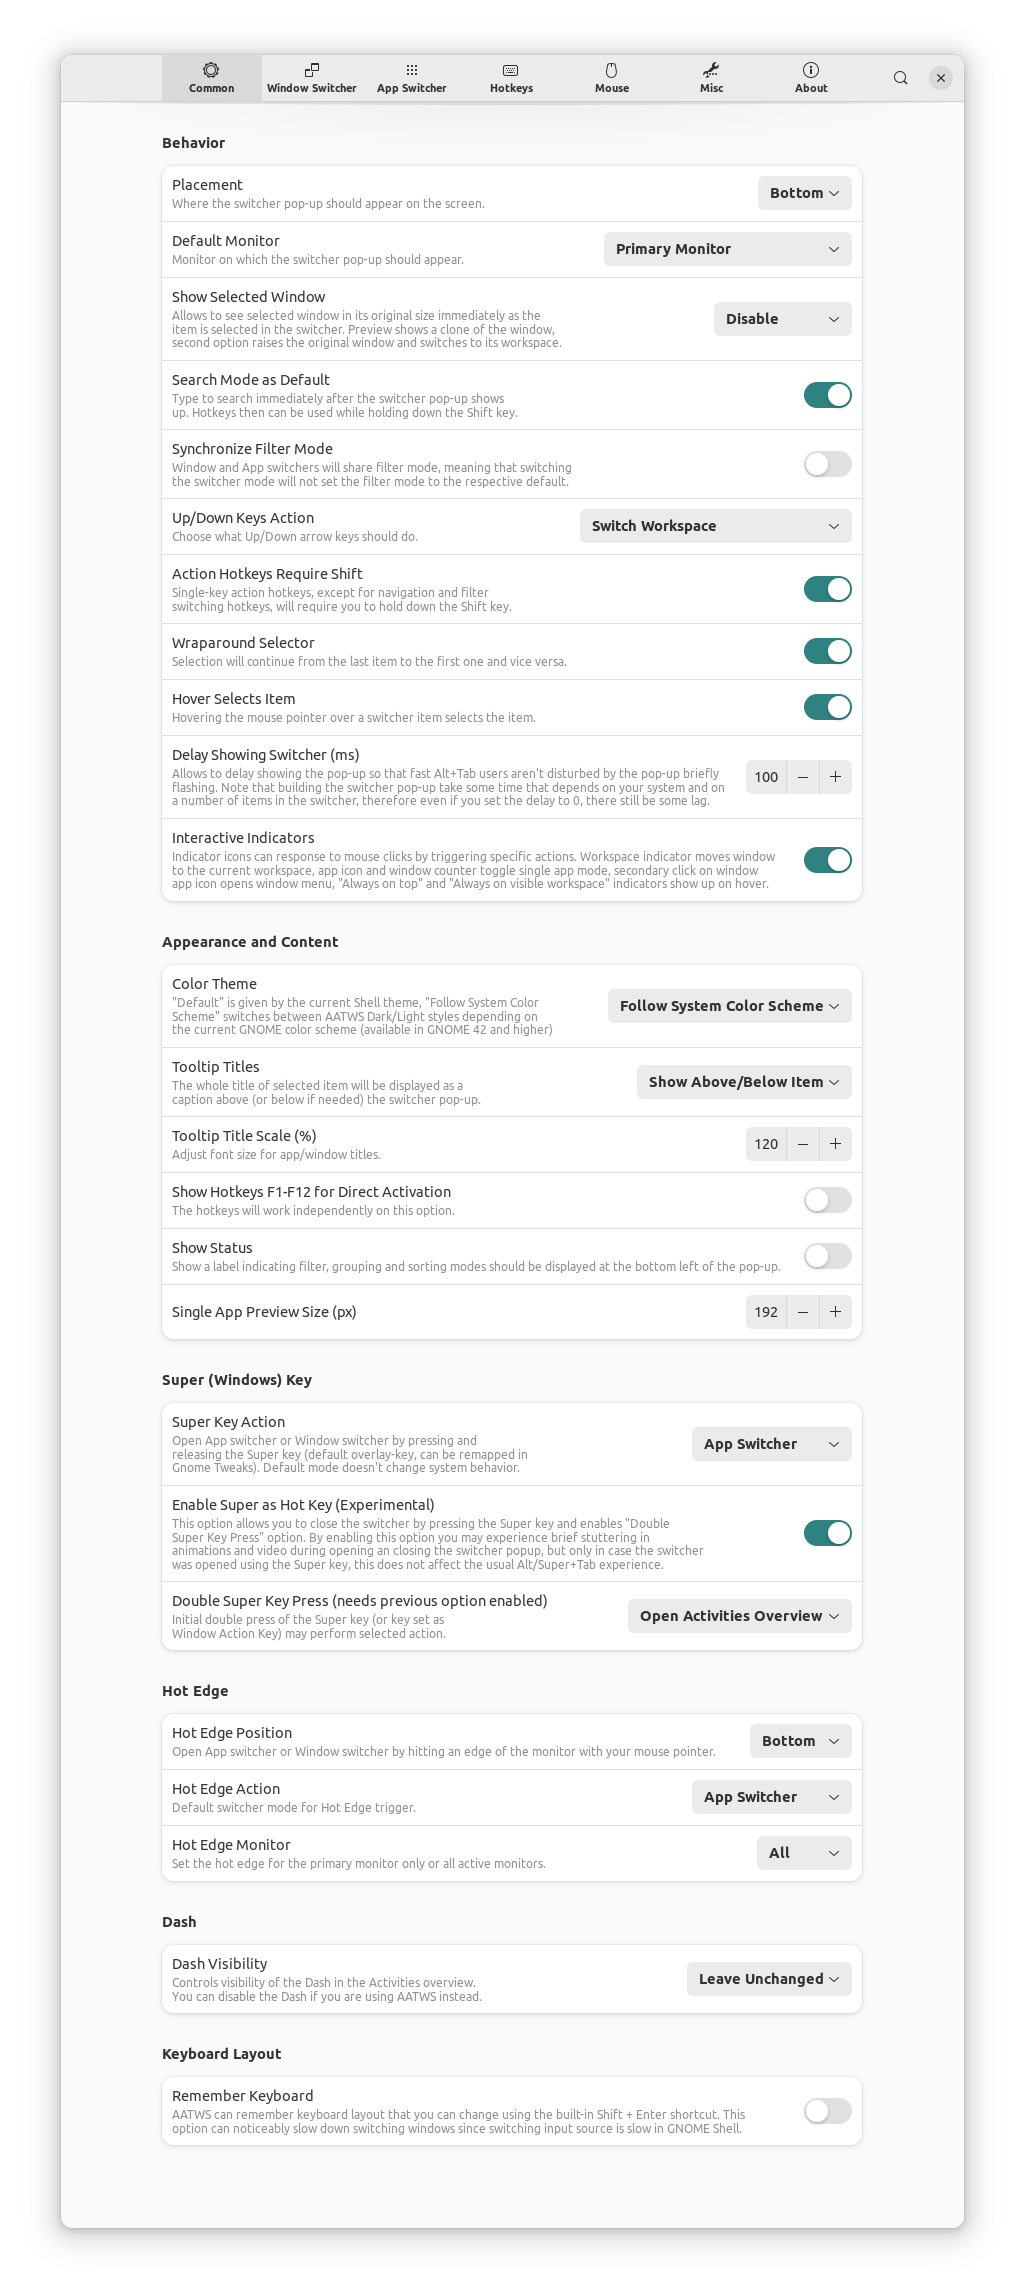 Common
Window Switcher
App Switcher
Hotkeys
Mouse
Misc
About
Behavior
Placement
Where the switcher pop-up should appear on the screen.
Bottom
Default Monitor
Monitor on which the switcher pop-up should appear.
Primary Monitor
Show Selected Window
Allows to see selected window in its original size immediately as the
item is selected in the switcher. Preview shows a clone of the window,
second option raises the original window and switches to its workspace.
Disable
Search Mode as Default
Type to search immediately after the switcher pop-up shows
up. Hotkeys then can be used while holding down the Shift key.
Synchronize Filter Mode
Window and App switchers will share filter mode, meaning that switching
the switcher mode will not set the filter mode to the respective default.
Up/Down Keys Action
Choose what Up/Down arrow keys should do.
Switch Workspace
Action Hotkeys Require Shift
Single-key action hotkeys, except for navigation and filter
switching hotkeys, will require you to hold down the Shift key.
Wraparound Selector
Selection will continue from the last item to the first one and vice versa.
Hover Selects Item
Hovering the mouse pointer over a switcher item selects the item.
Delay Showing Switcher (ms)
Allows to delay showing the pop-up so that fast Alt+Tab users aren't disturbed by the pop-up briefly
flashing. Note that building the switcher pop-up take some time that depends on your system and on
a number of items in the switcher, therefore even if you set the delay to 0, there still be some lag.
100 − +
Interactive Indicators
Indicator icons can response to mouse clicks by triggering specific actions. Workspace indicator moves window
to the current workspace, app icon and window counter toggle single app mode, secondary click on window
app icon opens window menu, "Always on top" and "Always on visible workspace" indicators show up on hover.
Appearance and Content
Color Theme
"Default" is given by the current Shell theme, "Follow System Color
Scheme" switches between AATWS Dark/Light styles depending on
the current GNOME color scheme (available in GNOME 42 and higher)
Follow System Color Scheme
Tooltip Titles
The whole title of selected item will be displayed as a
caption above (or below if needed) the switcher pop-up.
Show Above/Below Item
Tooltip Title Scale (%)
Adjust font size for app/window titles.
120 − +
Show Hotkeys F1-F12 for Direct Activation
The hotkeys will work independently on this option.
Show Status
Show a label indicating filter, grouping and sorting modes should be displayed at the bottom left of the pop-up.
Single App Preview Size (px)
192 − +
Super (Windows) Key
Super Key Action
Open App switcher or Window switcher by pressing and
releasing the Super key (default overlay-key, can be remapped in
Gnome Tweaks). Default mode doesn't change system behavior.
App Switcher
Enable Super as Hot Key (Experimental)
This option allows you to close the switcher by pressing the Super key and enables "Double
Super Key Press" option. By enabling this option you may experience brief stuttering in
animations and video during opening an closing the switcher popup, but only in case the switcher
was opened using the Super key, this does not affect the usual Alt/Super+Tab experience.
Double Super Key Press (needs previous option enabled)
Initial double press of the Super key (or key set as
Window Action Key) may perform selected action.
Open Activities Overview
Hot Edge
Hot Edge Position
Open App switcher or Window switcher by hitting an edge of the monitor with your mouse pointer.
Bottom
Hot Edge Action
Default switcher mode for Hot Edge trigger.
App Switcher
Hot Edge Monitor
Set the hot edge for the primary monitor only or all active monitors.
All
Dash
Dash Visibility
Controls visibility of the Dash in the Activities overview.
You can disable the Dash if you are using AATWS instead.
Leave Unchanged
Keyboard Layout
Remember Keyboard
AATWS can remember keyboard layout that you can change using the built-in Shift + Enter shortcut. This
option can noticeably slow down switching windows since switching input source is slow in GNOME Shell.